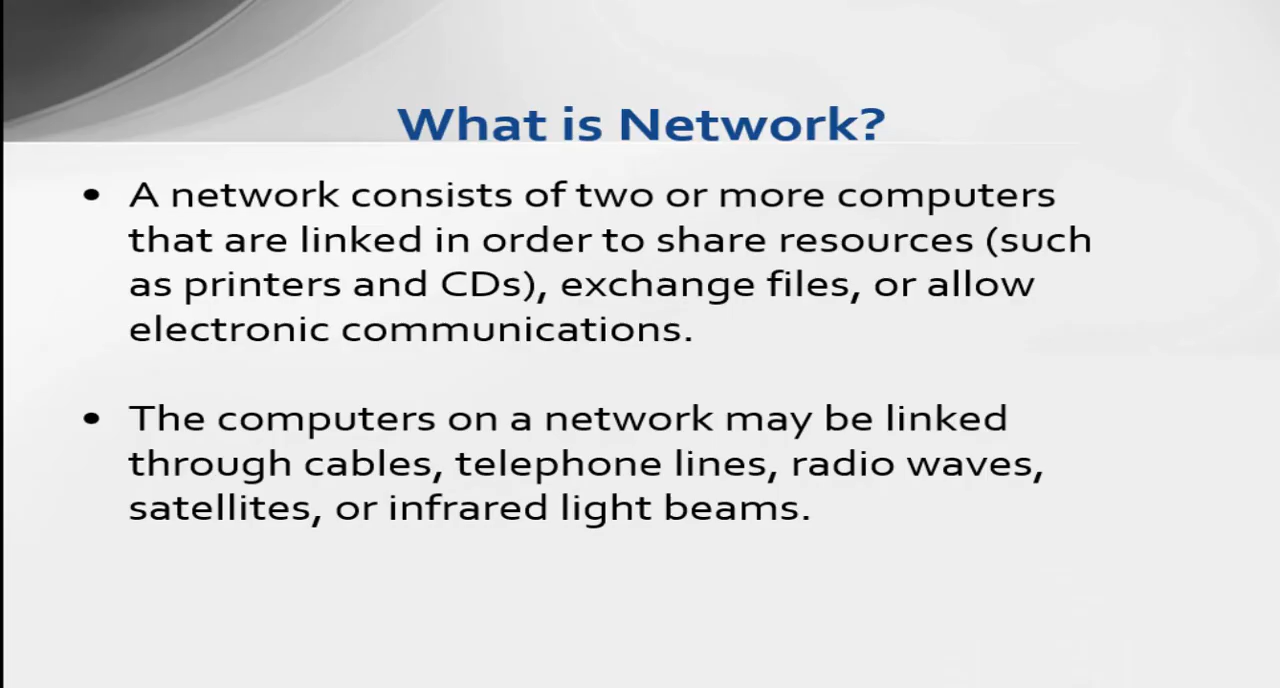 What is Network?
• A network consists of two or more computers
that are linked in order to share resources (such
as printers and CDs), exchange files, or allow
electronic communications.
• The computers on a network may be linked
through cables, telephone lines, radio waves,
satellites, or infrared light beams.